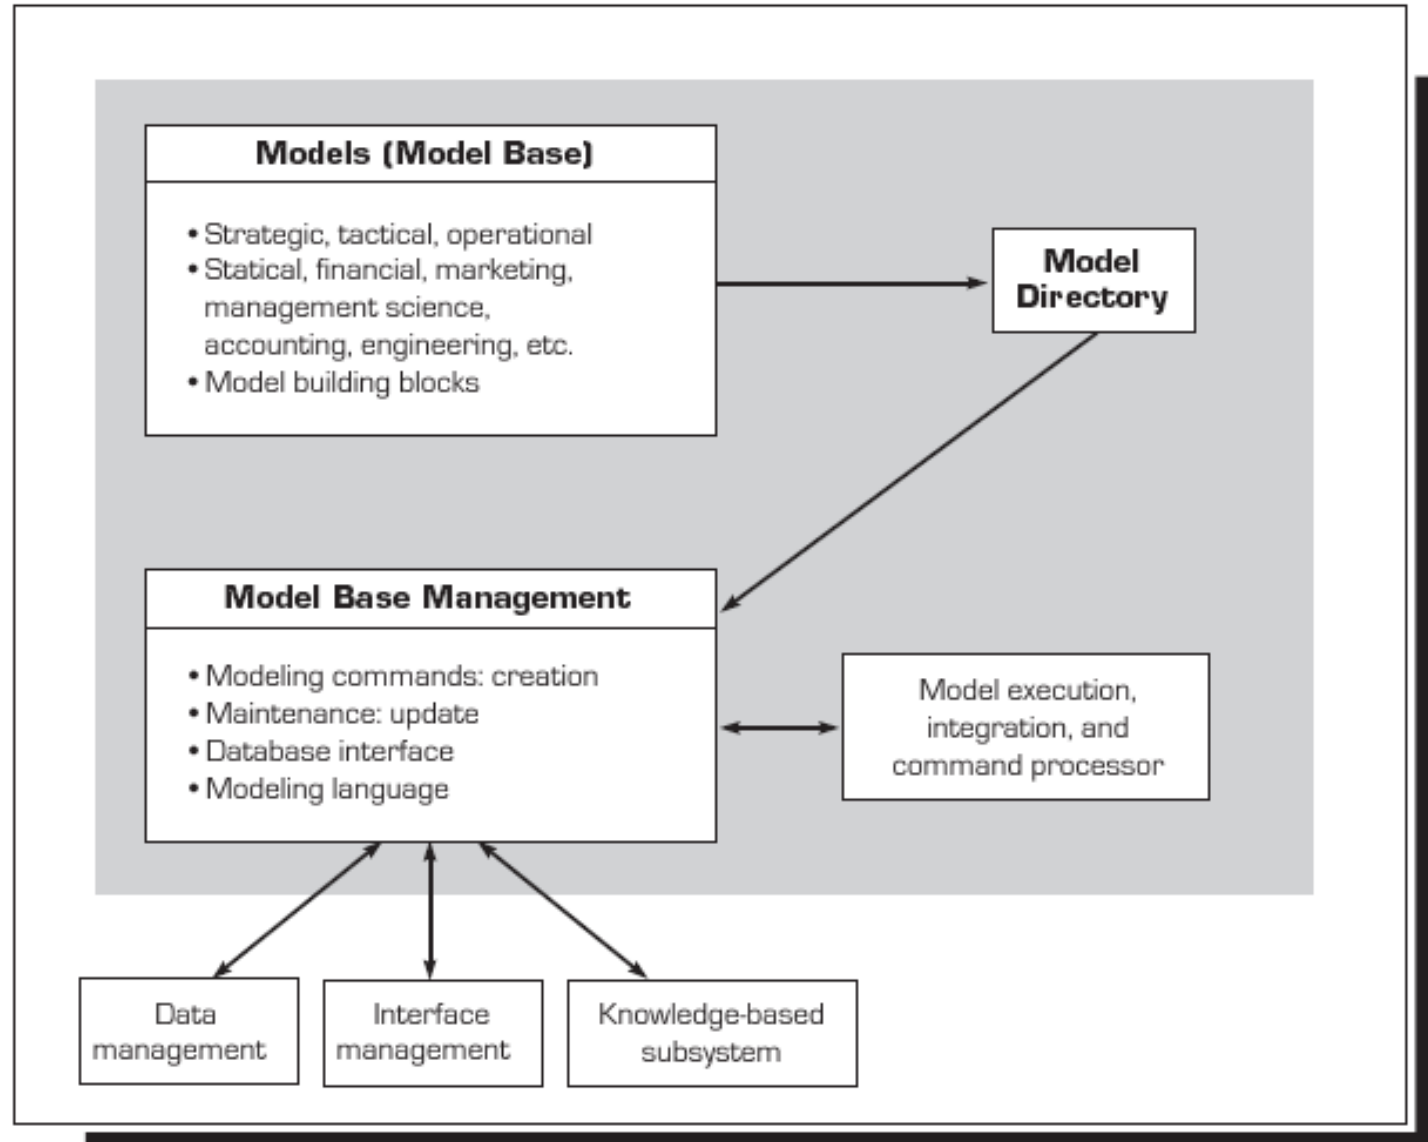 Models (Model Base)
• Strategic, tactical, operational
• Statical, financial, marketing,
management science,
accounting, engineering, etc.
• Model building blocks
Model
Directory
Model Base Management
• Modeling commands: creation
• Maintenance: update
• Database interface
• Modeling language
Model execution,
integration, and
command processor
Data
management
Interface
management
Knowledge-based
subsystem